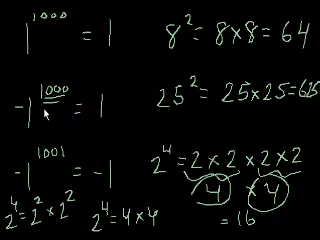 1^1000 = 1
8^2 = 8×8 = 64
-1^1000 = 1
25^2 = 25×25 = 625
-1^1001 = -1
2^4 = 2×2×2×2
4 × 4
= 16
2^4 = 2^2 × 2^2
2^4 = 4×4